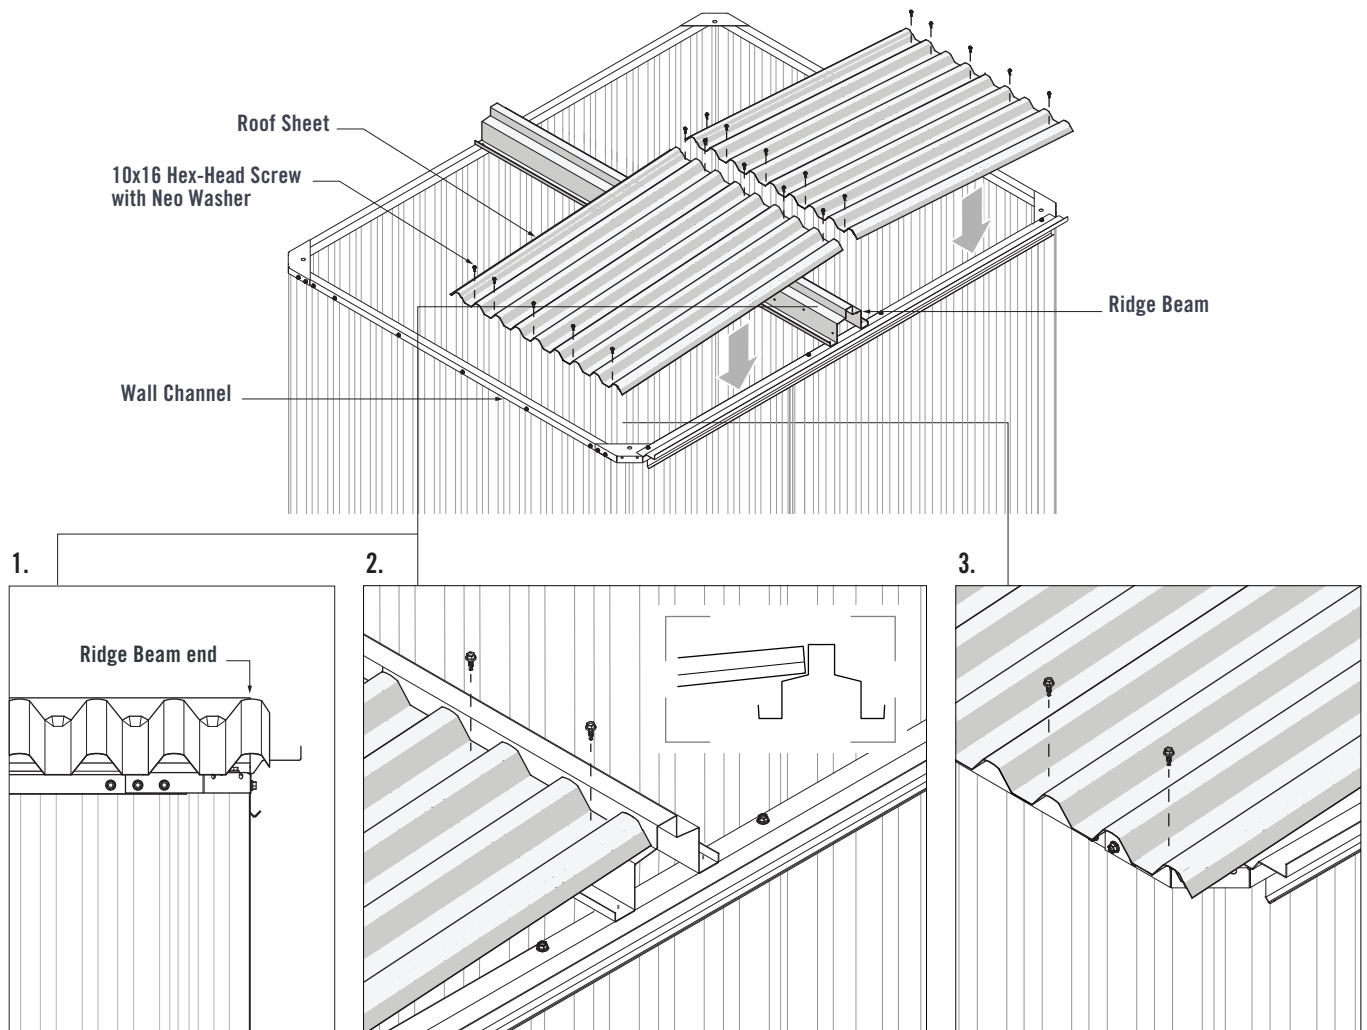 Roof Sheet
10x16 Hex-Head Screw
with Neo Washer
Ridge Beam
Wall Channel
1.
2.
3.
Ridge Beam end